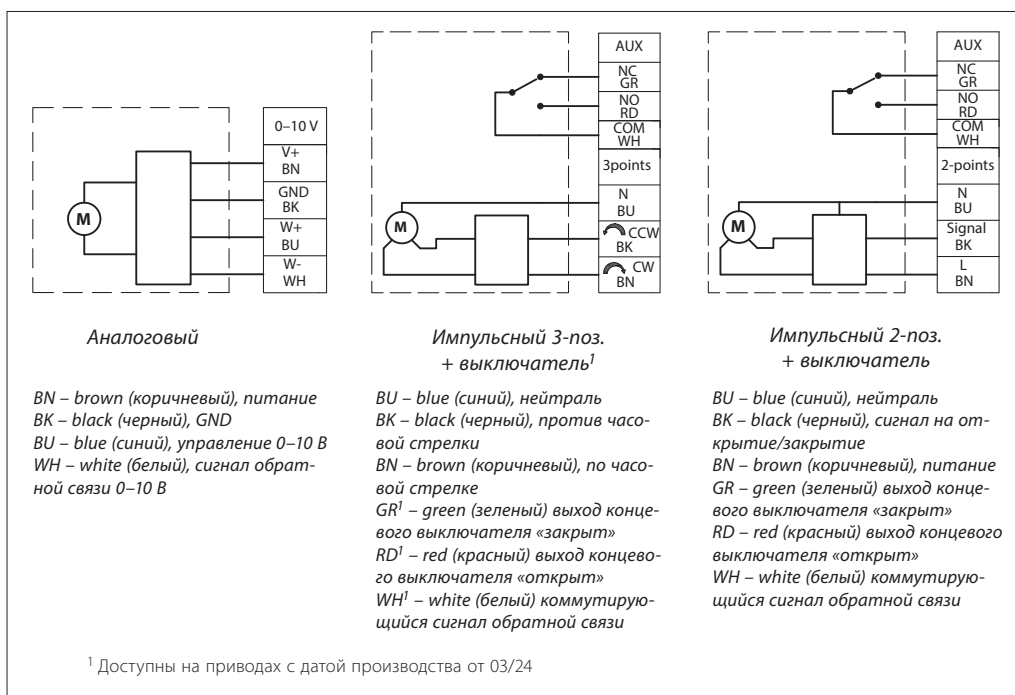 0–10 V
V+
BN
GND
BK
W+
BU
W-
WH
M
Аналоговый
BN – brown (коричневый), питание
BK – black (черный), GND
BU – blue (синий), управление 0–10 В
WH – white (белый), сигнал обрат-
ной связи 0–10 В
AUX
NC
GR
NO
RD
COM
WH
3points
N
BU
CCW
BK
CW
BN
M
Импульсный 3-поз.
+ выключатель¹
BU – blue (синий), нейтраль
BK – black (черный), против часо-
вой стрелки
BN – brown (коричневый), по часо-
вой стрелке
GR¹ – green (зеленый) выход конце-
вого выключателя «закрыт»
RD¹ – red (красный) выход концево-
го выключателя «открыт»
WH¹ – white (белый) коммутирую-
щийся сигнал обратной связи
AUX
NC
GR
NO
RD
COM
WH
2-points
N
BU
Signal
BK
L
BN
M
Импульсный 2-поз.
+ выключатель
BU – blue (синий), нейтраль
BK – black (черный), сигнал на от-
крытие/закрытие
BN – brown (коричневый), питание
GR – green (зеленый) выход конце-
вого выключателя «закрыт»
RD – red (красный) выход концевого
выключателя «открыт»
WH – white (белый) коммутирую-
щийся сигнал обратной связи
¹ Доступны на приводах с датой производства от 03/24